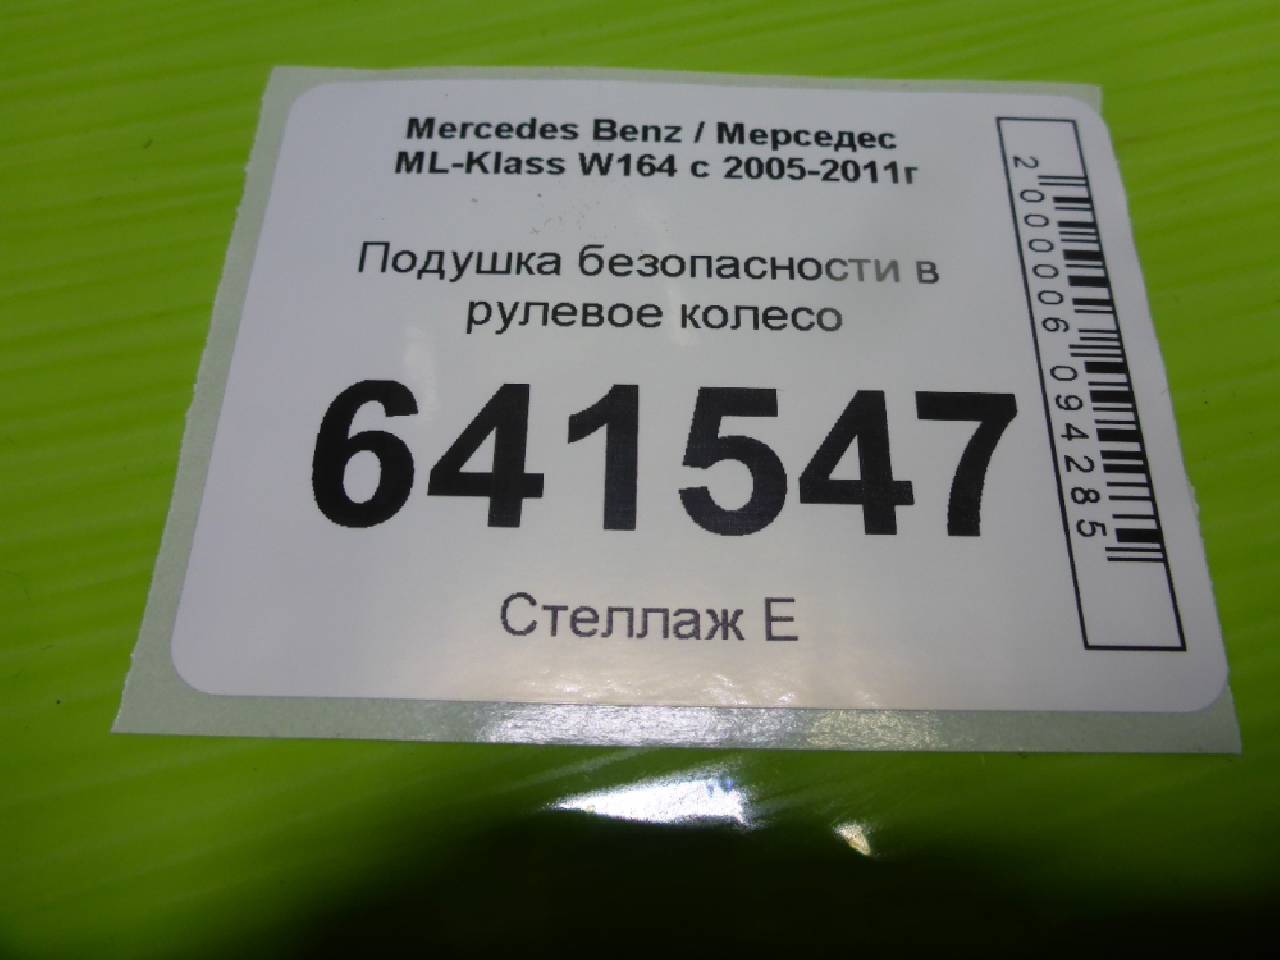 Mercedes Benz / Мерседес
ML-Klass W164 с 2005-2011г
Подушка безопасности в
рулевое колесо
641547
Стеллаж Е
2000006094285